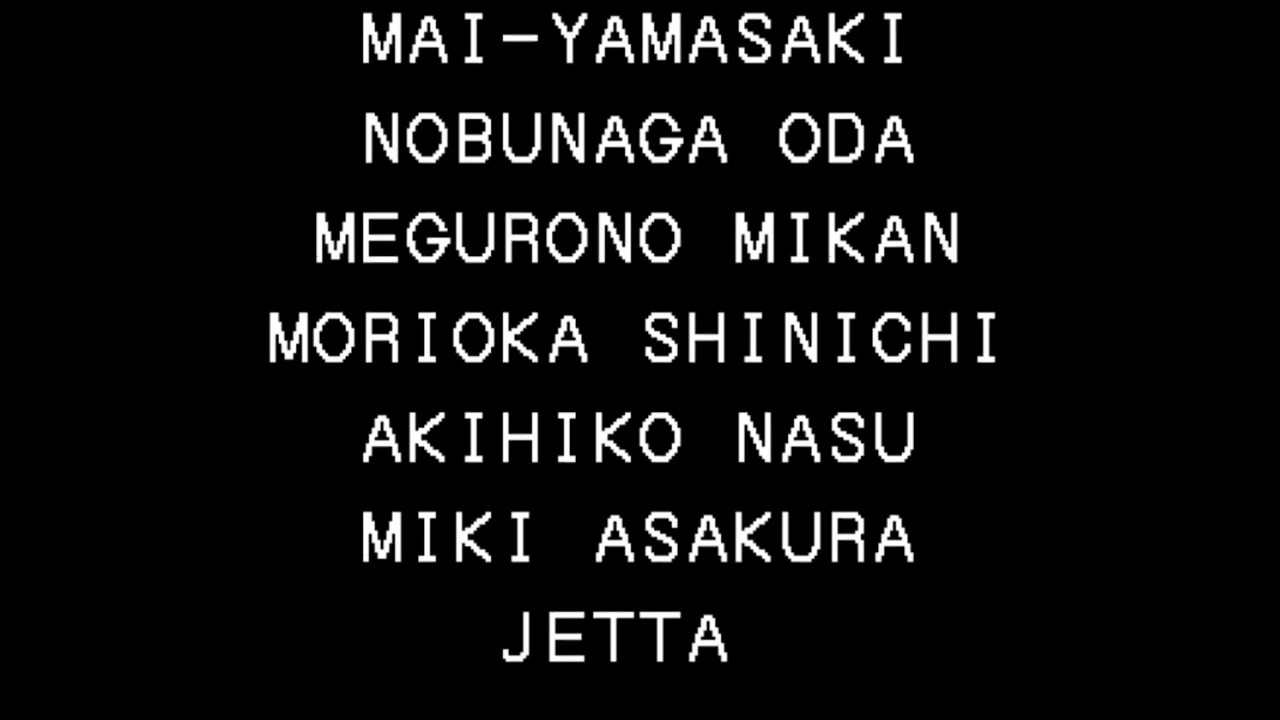 MAI-YAMASAKI
NOBUNAGA ODA
MEGURONO MIKAN
MORIOKA SHINICHI
AKIHIKO NASU
MIKI ASAKURA
JETTA